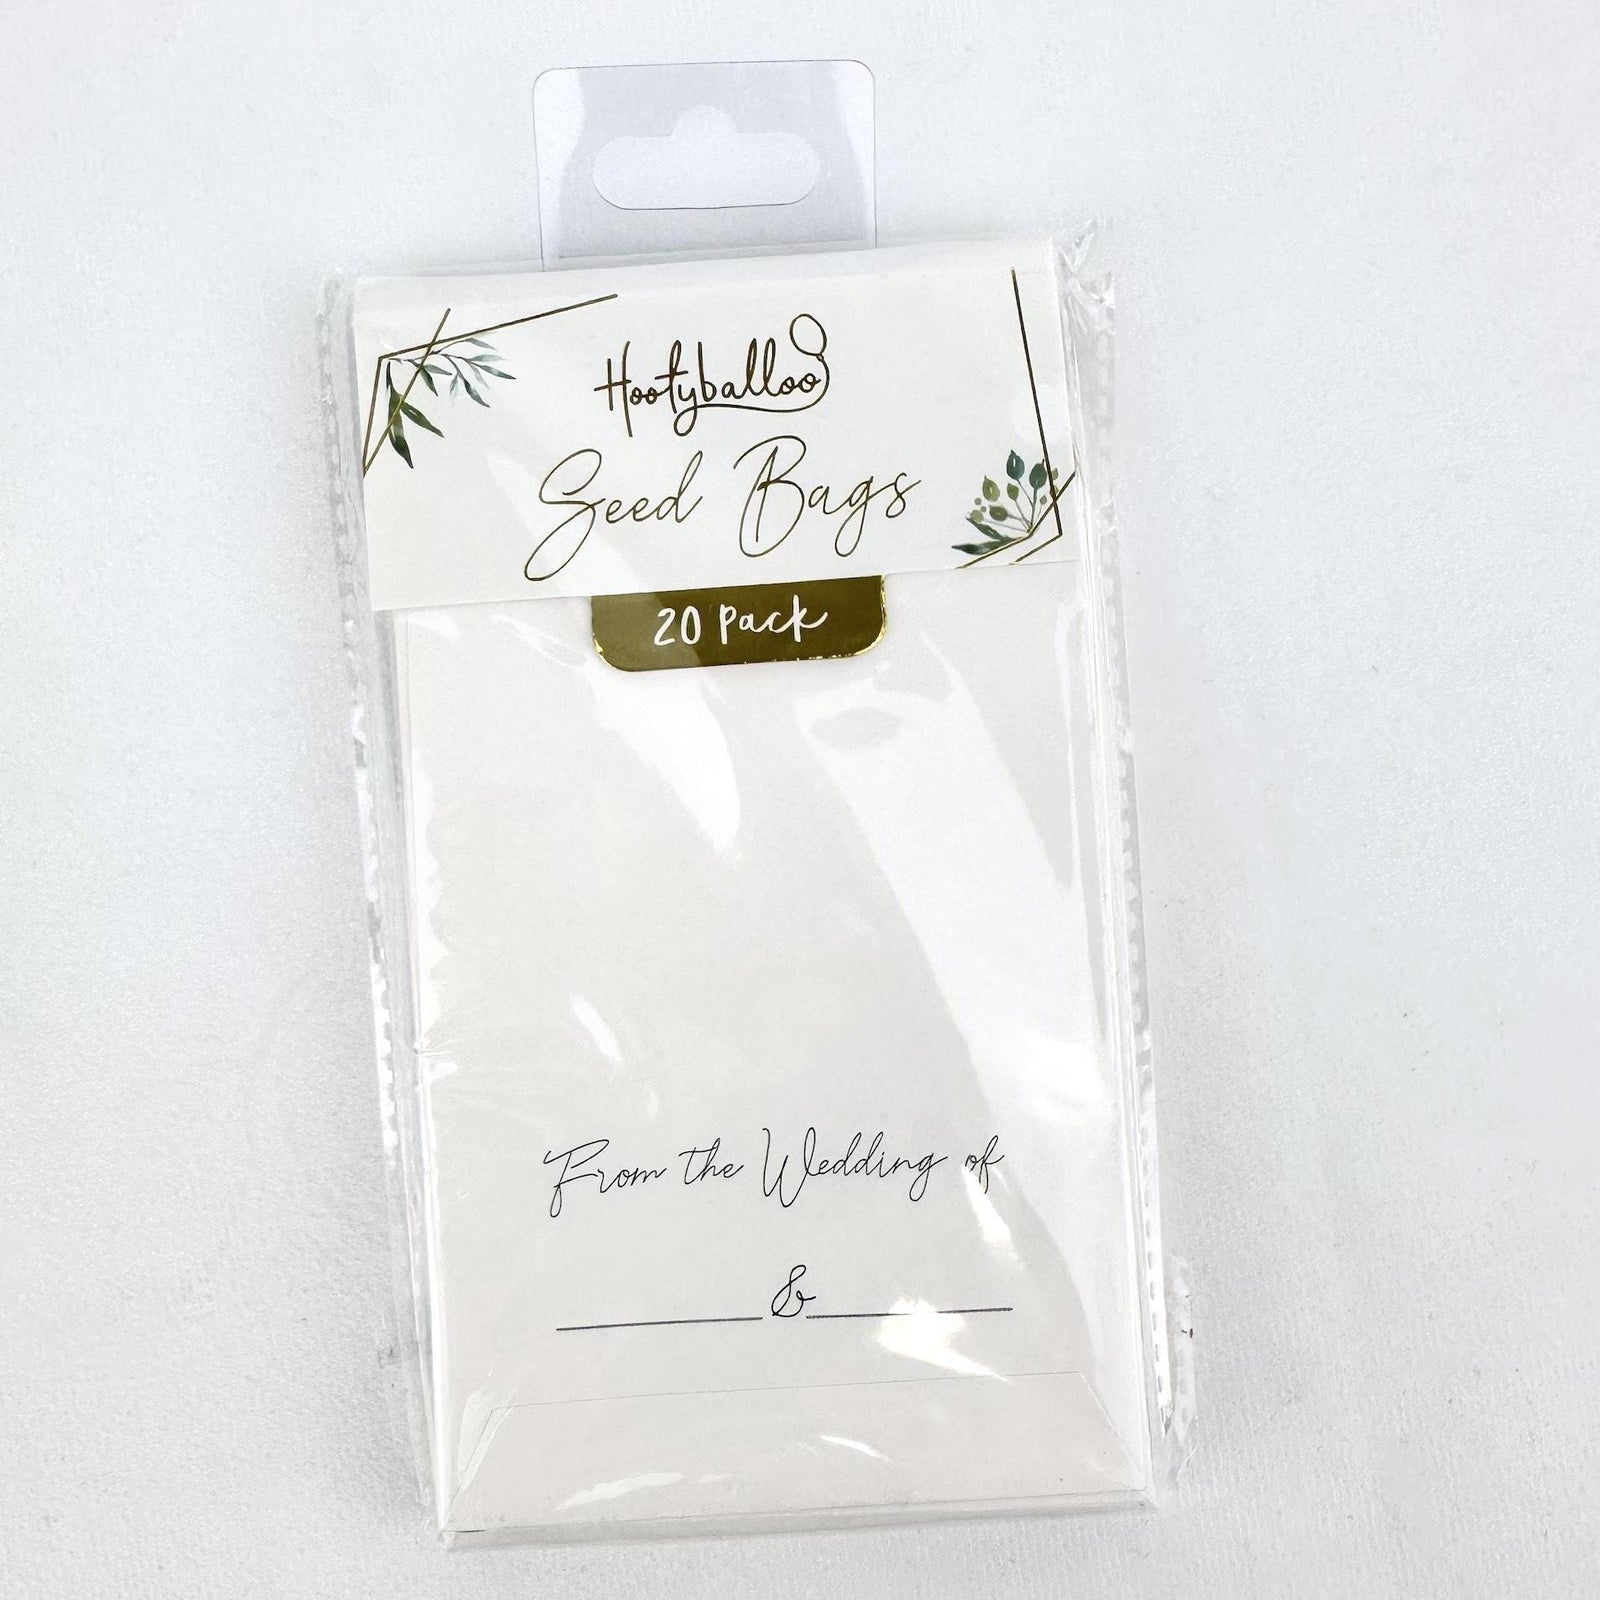 Hootyballoo
Seed Bags
20 Pack
From the Wedding of
&